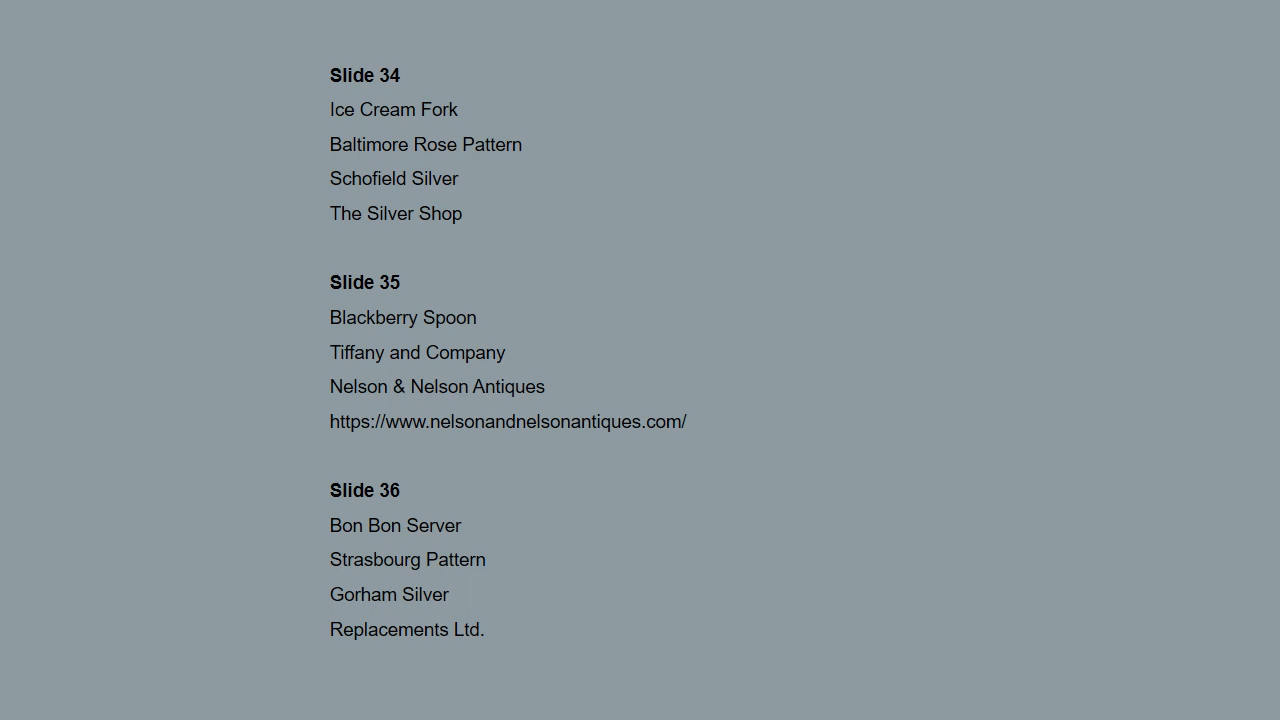 Slide 34
Ice Cream Fork
Baltimore Rose Pattern
Schofield Silver
The Silver Shop
Slide 35
Blackberry Spoon
Tiffany and Company
Nelson & Nelson Antiques
https://www.nelsonandnelsonantiques.com/
Slide 36
Bon Bon Server
Strasbourg Pattern
Gorham Silver
Replacements Ltd.